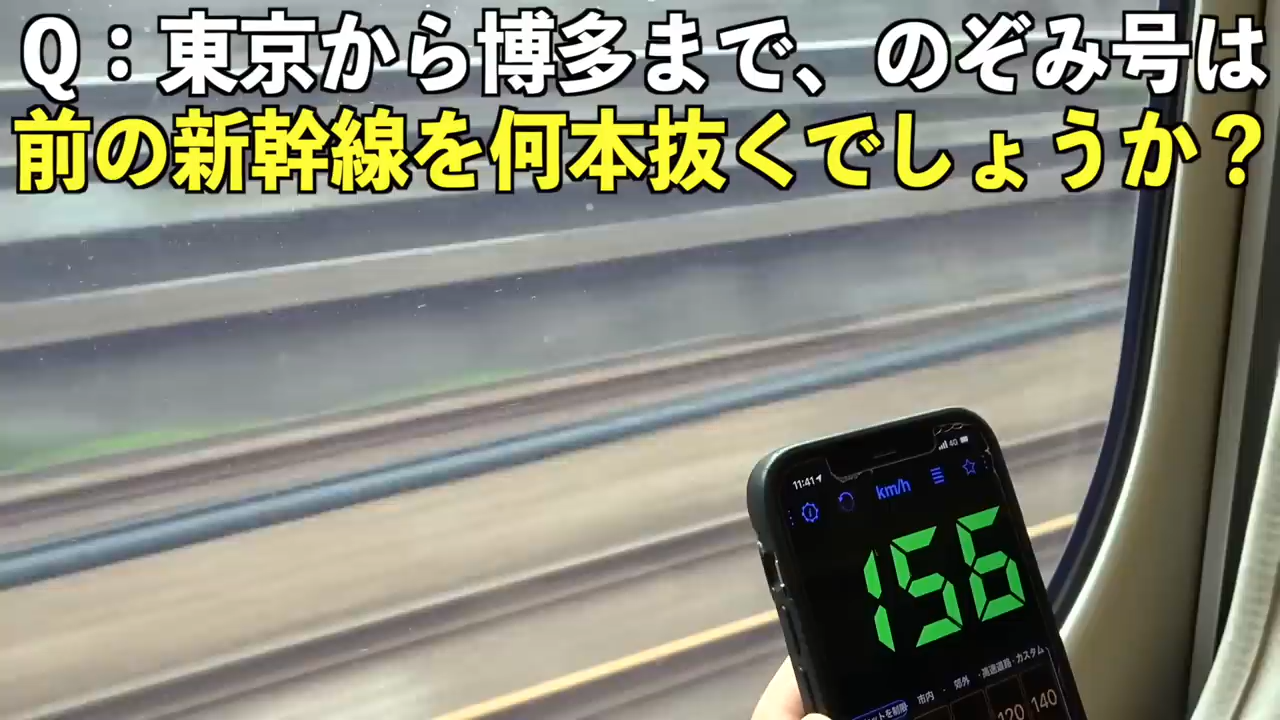 Q：東京から博多まで、のぞみ号は
前の新幹線を何本抜くでしょうか？
11:41
4G
km/h
156
市内
郊外
高速道路
カスタム
120
140